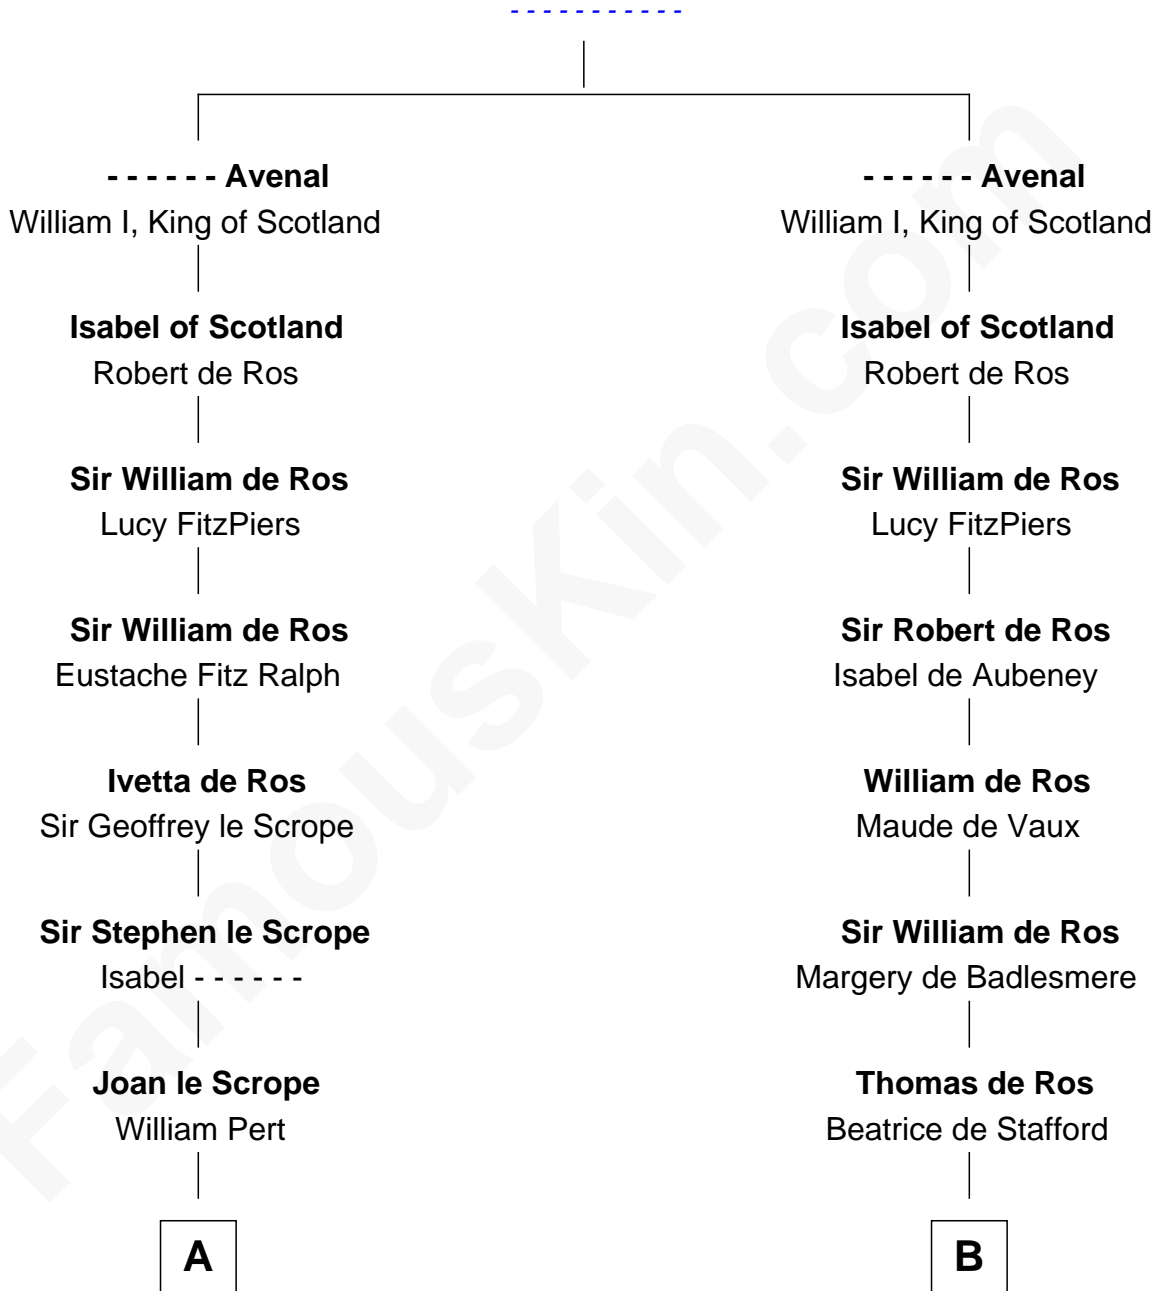 - - - - - - - - - - -
- - - - - - Avenal
William I, King of Scotland
Isabel of Scotland
Robert de Ros
Sir William de Ros
Lucy FitzPiers
Sir William de Ros
Eustache Fitz Ralph
Ivetta de Ros
Sir Geoffrey le Scrope
Sir Stephen le Scrope
Isabel - - - - - -
Joan le Scrope
William Pert
A
- - - - - - Avenal
William I, King of Scotland
Isabel of Scotland
Robert de Ros
Sir William de Ros
Lucy FitzPiers
Sir Robert de Ros
Isabel de Aubeney
William de Ros
Maude de Vaux
Sir William de Ros
Margery de Badlesmere
Thomas de Ros
Beatrice de Stafford
B
FamousKin.com